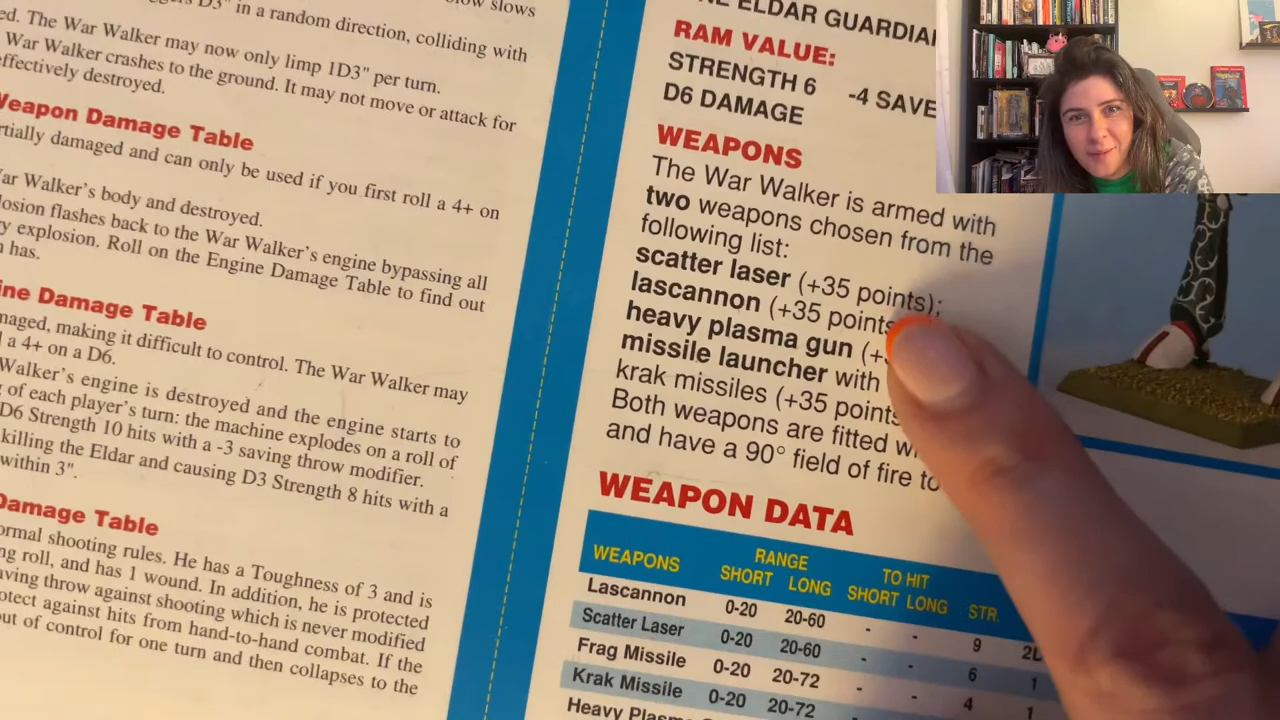 D3" in a random direction, colliding with
slows
ed. The War Walker may now only limp 1D3" per turn.
War Walker crashes to the ground. It may not move or attack for
effectively destroyed.
Weapon Damage Table
rtially damaged and can only be used if you first roll a 4+ on
War Walker's body and destroyed.
losion flashes back to the War Walker's engine bypassing all
ry explosion. Roll on the Engine Damage Table to find out
has.
ine Damage Table
maged, making it difficult to control. The War Walker may
l a 4+ on a D6.
Walker's engine is destroyed and the engine starts to
g of each player's turn: the machine explodes on a roll of
D6 Strength 10 hits with a -3 saving throw modifier.
killing the Eldar and causing D3 Strength 8 hits with a
within 3".
Damage Table
ormal shooting rules. He has a Toughness of 3 and is
ng roll, and has 1 wound. In addition, he is protected
aving throw against shooting which is never modified
otect against hits from hand-to-hand combat. If the
out of control for one turn and then collapses to the
NE ELDAR GUARDIA
RAM VALUE:
STRENGTH 6 -4 SAVE
D6 DAMAGE
WEAPONS
The War Walker is armed with
two weapons chosen from the
following list:
scatter laser (+35 points);
lascannon (+35 points
heavy plasma gun (+
missile launcher with
krak missiles (+35 points
Both weapons are fitted w
and have a 90° field of fire to
WEAPON DATA
WEAPONS RANGE TO HIT
SHORT LONG SHORT LONG STR.
Lascannon 0-20 20-60 - - 9
Scatter Laser 0-20 20-60 - - 6 1
Frag Missile 0-20 20-72 - - 4 1
Krak Missile 0-20 20-72
Heavy Plasma